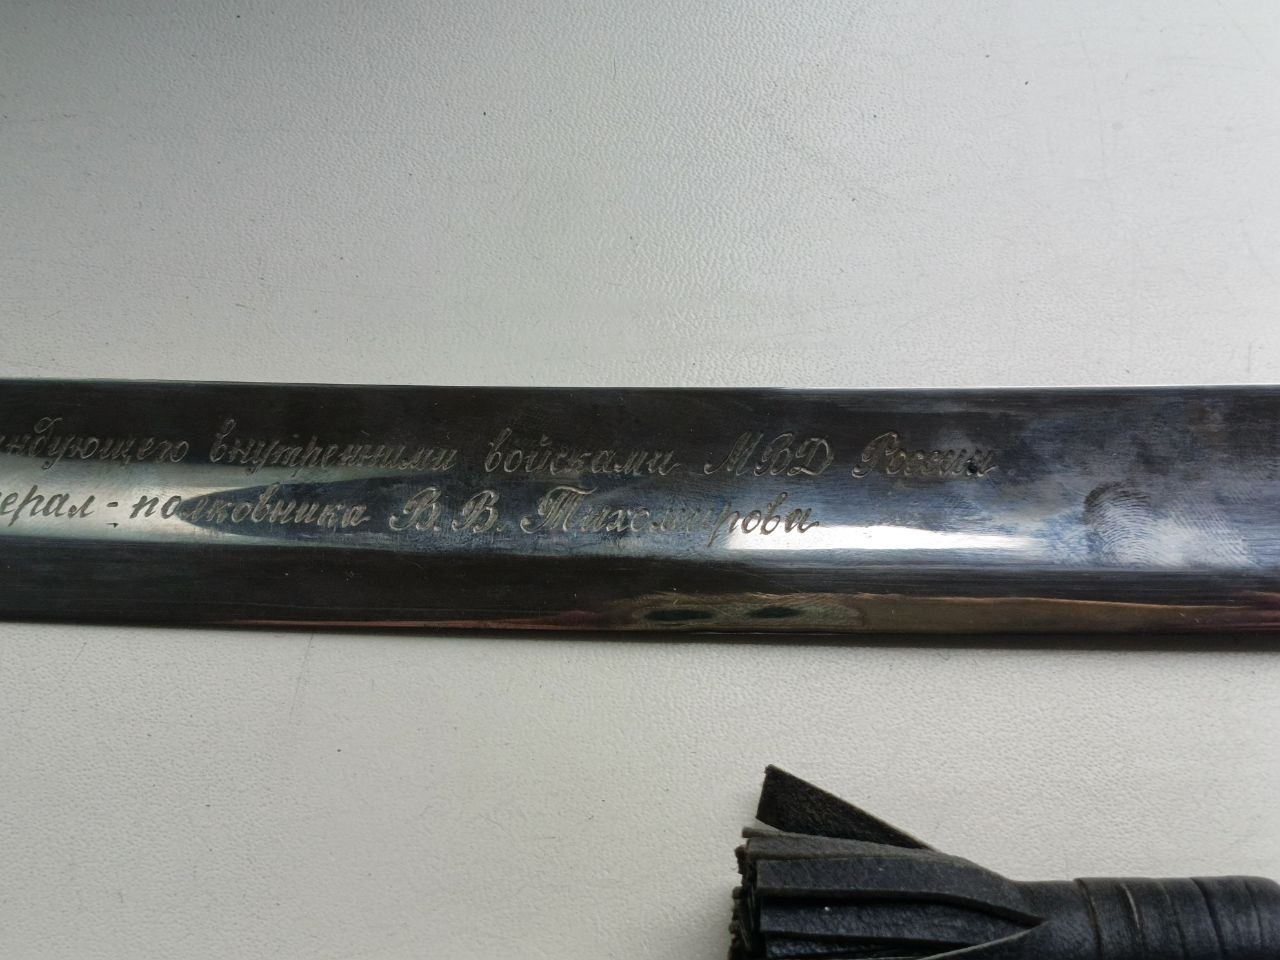 ндующего внутренними войсками МВД России
ерал-полковника В.В. Тихомирова